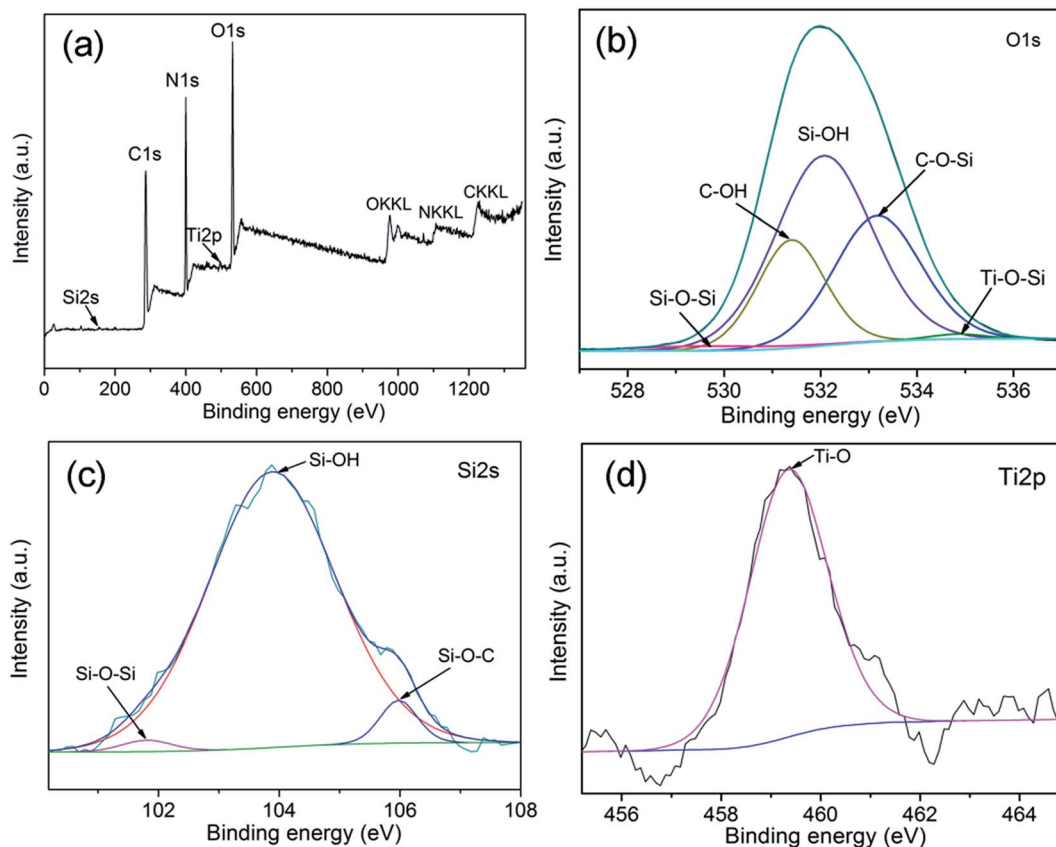 (a)
O1s
N1s
C1s
Ti2p
Si2s
OKKL
NKKL
CKKL
Intensity (a.u.)
0 200 400 600 800 1000 1200
Binding energy (eV)
(b)
O1s
Si-OH
C-O-Si
C-OH
Ti-O-Si
Si-O-Si
Intensity (a.u.)
528 530 532 534 536
Binding energy (eV)
(c)
Si-OH
Si2s
Si-O-C
Si-O-Si
Intensity (a.u.)
102 104 106 108
Binding energy (eV)
(d)
Ti-O
Ti2p
Intensity (a.u.)
456 458 460 462 464
Binding energy (eV)